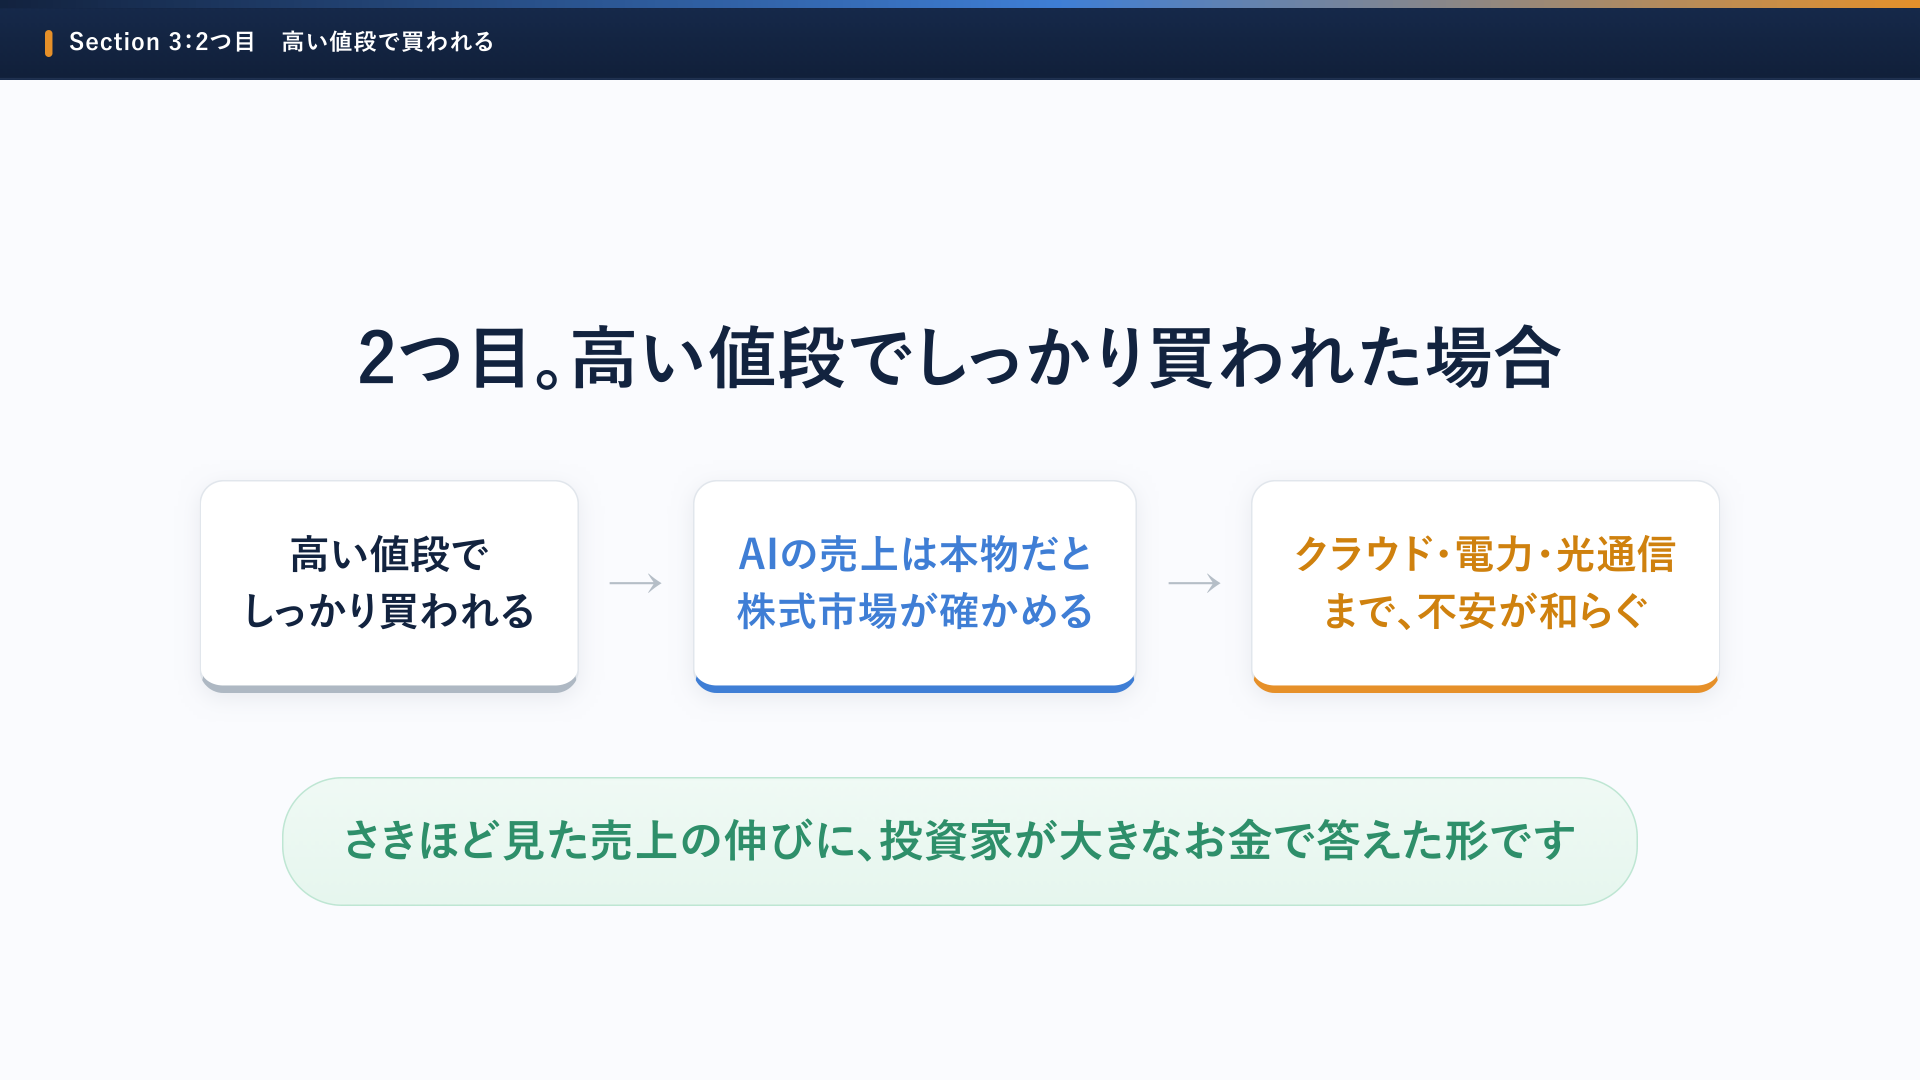 Section 3：2つ目　高い値段で買われる
2つ目。高い値段でしっかり買われた場合
高い値段で
しっかり買われる
→
AIの売上は本物だと
株式市場が確かめる
→
クラウド・電力・光通信
まで、不安が和らぐ
さきほど見た売上の伸びに、投資家が大きなお金で答えた形です